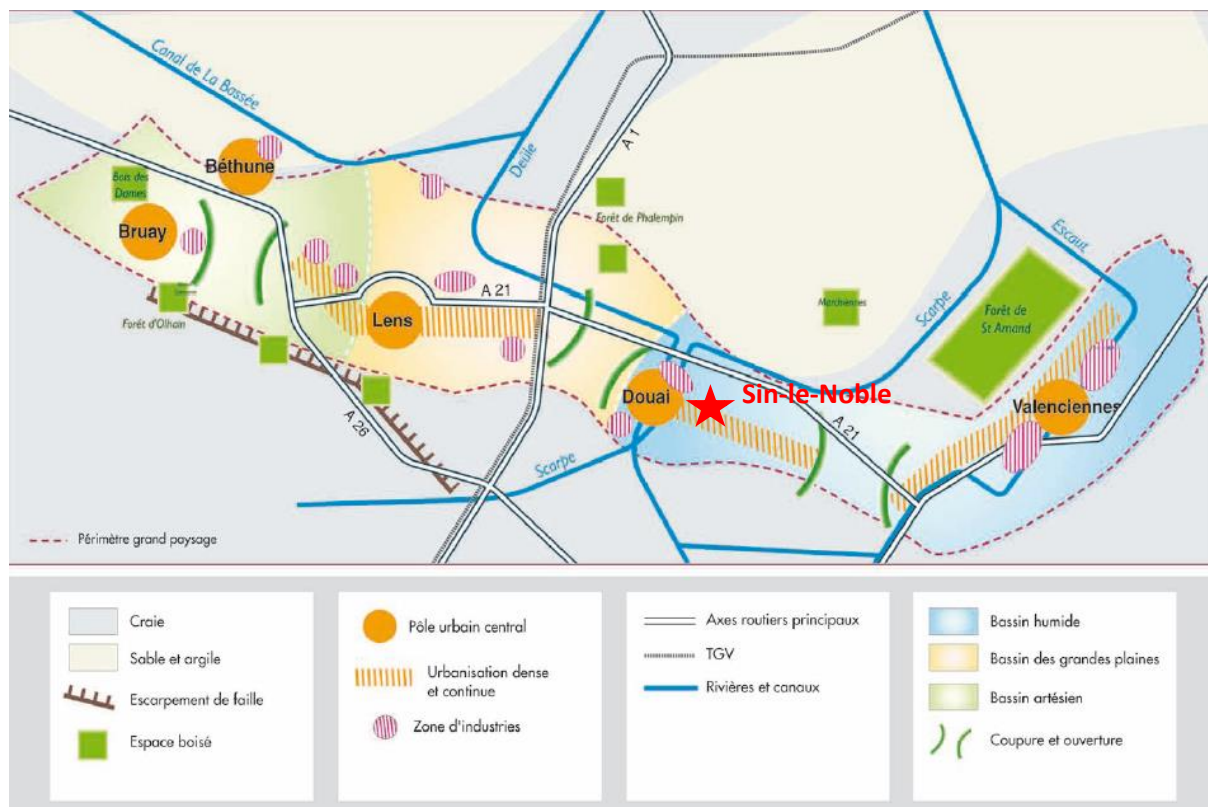 Canal de La Bassée
A 1
Béthune
Deûle
Bois des
Dames
Forêt de Phalempin
Escaut
Bruay
A 21
Marchiennes
Scarpe
Forêt de
St Amand
Forêt d'Olhain
Lens
Douai
Sin-le-Noble
Valenciennes
A 26
A 21
Scarpe
Périmètre grand paysage
Craie
Sable et argile
Escarpement de faille
Espace boisé
Pôle urbain central
Urbanisation dense
et continue
Zone d'industries
Axes routiers principaux
TGV
Rivières et canaux
Bassin humide
Bassin des grandes plaines
Bassin artésien
Coupure et ouverture